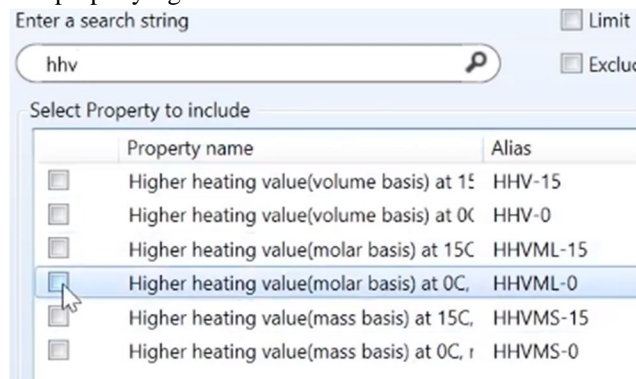 Enter a search string
Limit
hhv
Select Property to include
Property name Alias
Higher heating value(volume basis) at HHV-15
Higher heating value(volume basis) at HHV-0
Higher heating value(molar basis) at 15C HHVML-15
Higher heating value(molar basis) at 0C, HHVML-0
Higher heating value(mass basis) at 15C, HHVMS-15
Higher heating value(mass basis) at 0C, HHVMS-0